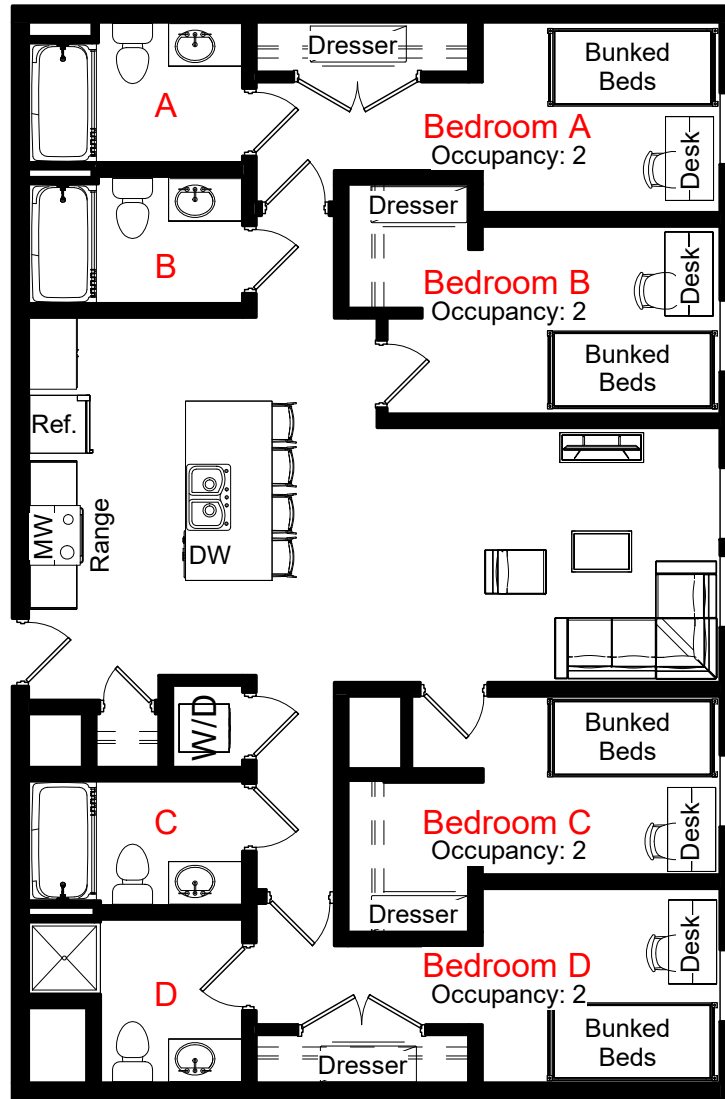 Dresser
Bunked
Beds
A
Bedroom A
Occupancy: 2
Desk
Dresser
B
Bedroom B
Occupancy: 2
Desk
Bunked
Beds
Ref.
MW
Range
DW
W/D
Bunked
Beds
C
Bedroom C
Occupancy: 2
Desk
Dresser
D
Bedroom D
Occupancy: 2
Desk
Bunked
Beds
Dresser